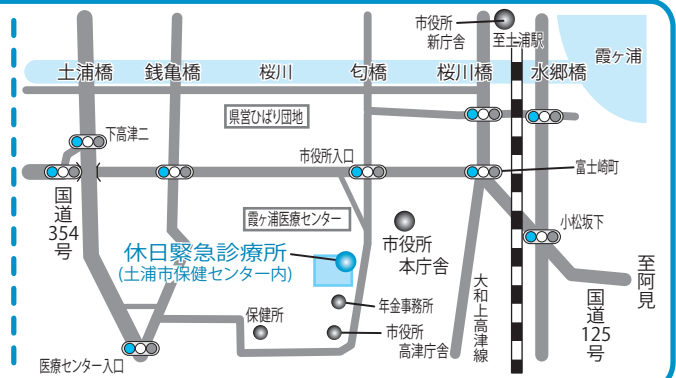 市役所
新庁舎
至土浦駅
霞ヶ浦
土浦橋
銭亀橋
桜川
匂橋
桜川橋
水郷橋
県営ひばり団地
下高津二
市役所入口
富士崎町
国道354号
霞ヶ浦医療センター
小松坂下
市役所
本庁舎
休日緊急診療所
(土浦市保健センター内)
至阿見
大和上高津線
国道125号
年金事務所
保健所
市役所
高津庁舎
医療センター入口